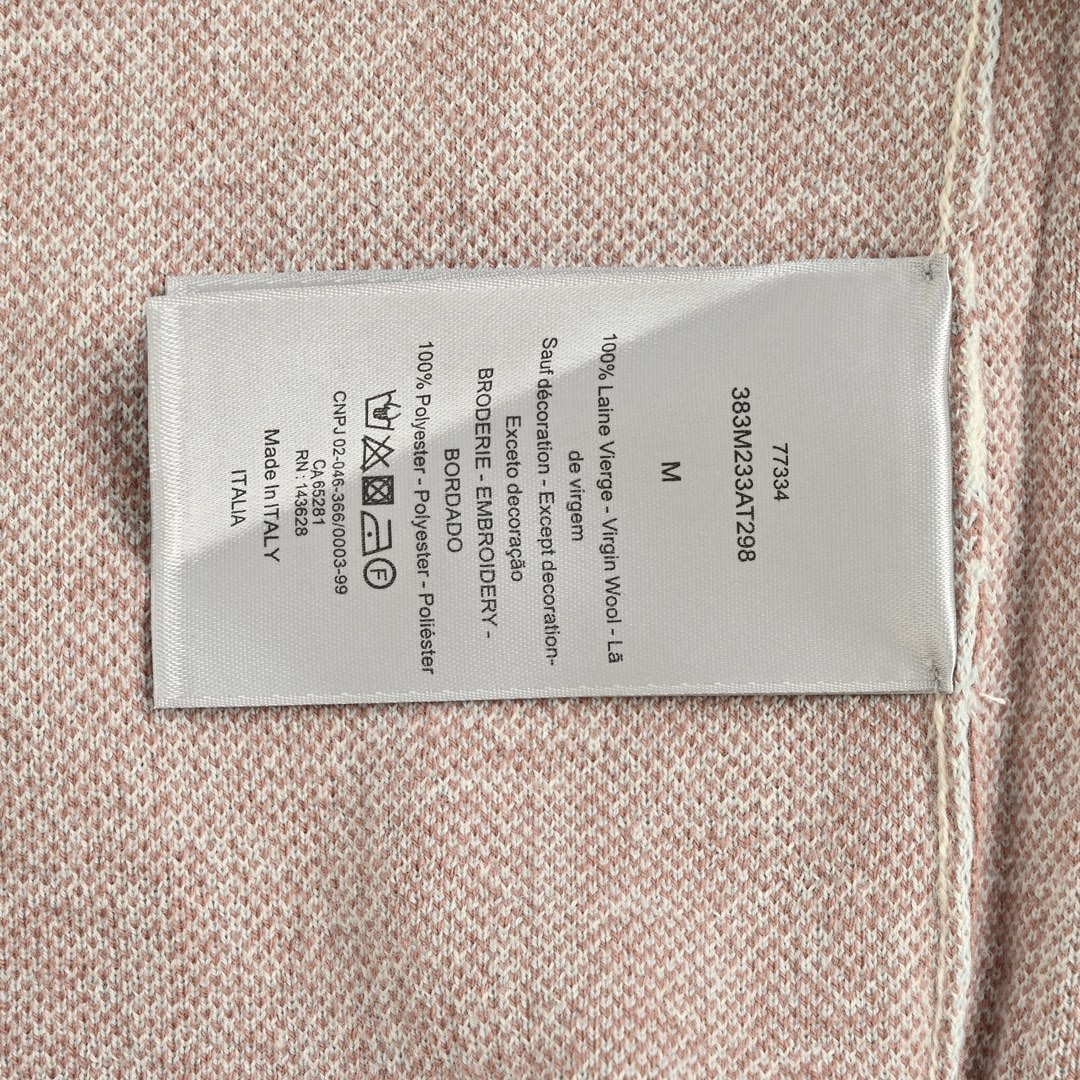 77334
383M233AT298
M
100% Laine Vierge - Virgin Wool - Lã
de virgem
Sauf décoration - Except decoration-
Exceto decoração
BRODERIE - EMBROIDERY -
BORDADO
100% Polyester - Polyester - Poliéster
F
CNPJ 02-046-366/0003-99
CA 65281
RN : 143628
Made In ITALY
ITALIA